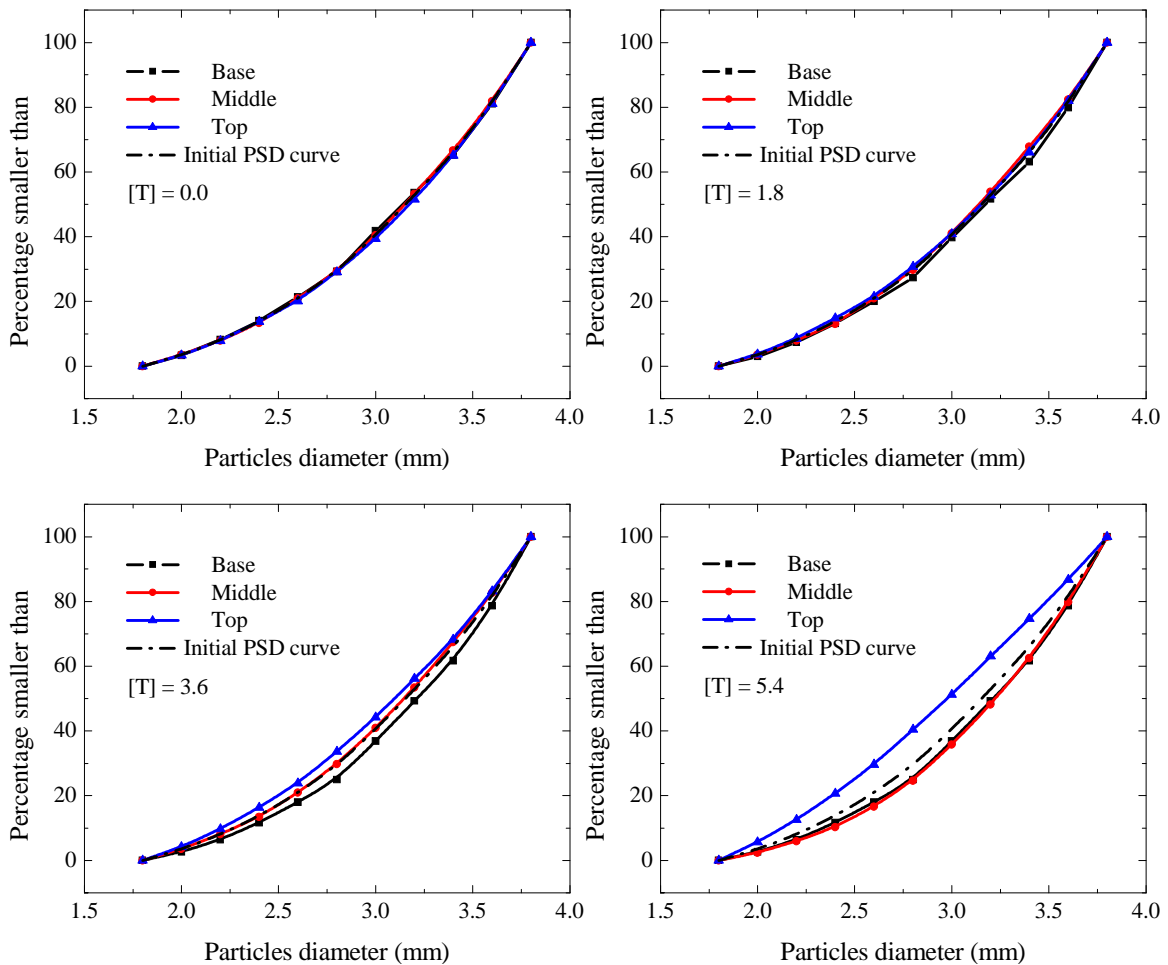 100
80
60
40
20
0
Percentage smaller than
Base
Middle
Top
Initial PSD curve
[T] = 0.0
1.5
2.0
2.5
3.0
3.5
4.0
Particles diameter (mm)
100
80
60
40
20
0
Percentage smaller than
Base
Middle
Top
Initial PSD curve
[T] = 1.8
1.5
2.0
2.5
3.0
3.5
4.0
Particles diameter (mm)
100
80
60
40
20
0
Percentage smaller than
Base
Middle
Top
Initial PSD curve
[T] = 3.6
1.5
2.0
2.5
3.0
3.5
4.0
Particles diameter (mm)
100
80
60
40
20
0
Percentage smaller than
Base
Middle
Top
Initial PSD curve
[T] = 5.4
1.5
2.0
2.5
3.0
3.5
4.0
Particles diameter (mm)